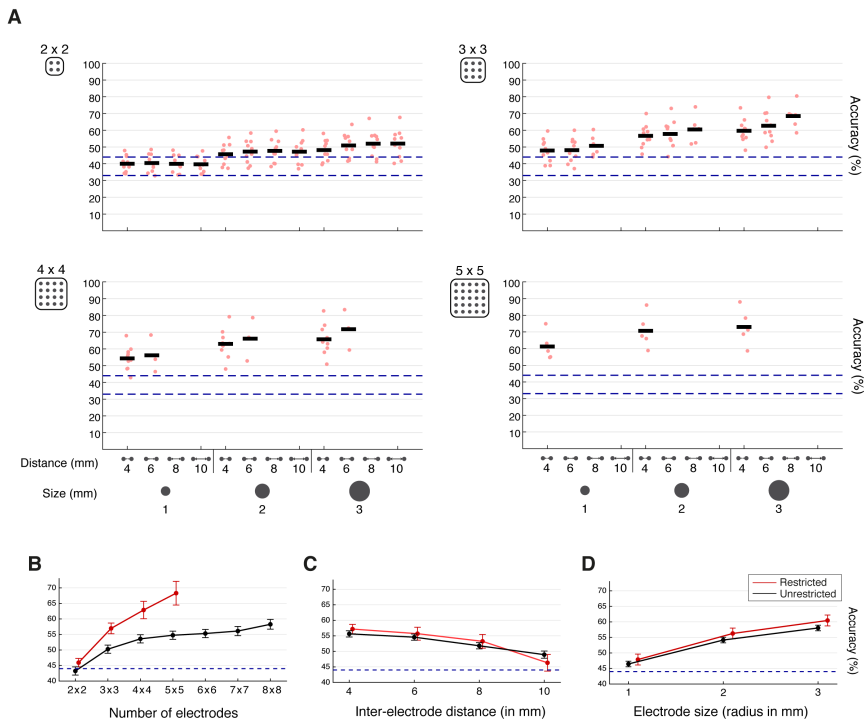 A
2 x 2
3 x 3
100
90
80
70
60
50
40
30
20
10
100
90
80
70
60
50
40
30
20
10
Accuracy (%)
4 x 4
5 x 5
100
90
80
70
60
50
40
30
20
10
100
90
80
70
60
50
40
30
20
10
Accuracy (%)
Distance (mm)
4 6 8 10 4 6 8 10 4 6 8 10
4 6 8 10 4 6 8 10 4 6 8 10
Size (mm)
1 2 3
1 2 3
B
70
65
60
55
50
45
40
2x2 3x3 4x4 5x5 6x6 7x7 8x8
Number of electrodes
C
70
65
60
55
50
45
40
4 6 8 10
Inter-electrode distance (in mm)
D
Restricted
Unrestricted
70
65
60
55
50
45
40
1 2 3
Electrode size (radius in mm)
Accuracy (%)